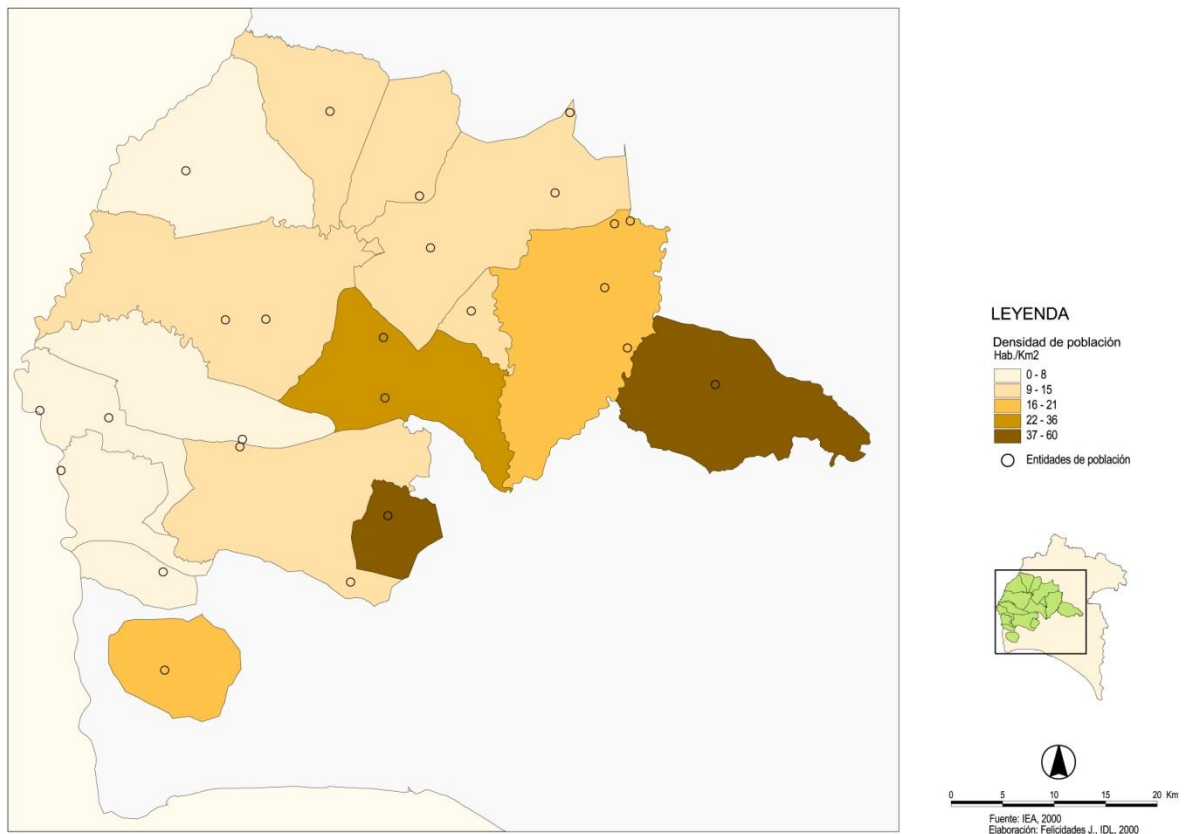 LEYENDA
Densidad de población
Hab./Km2
0 - 8
9 - 15
16 - 21
22 - 36
37 - 60
Entidades de población
0 5 10 15 20 Km
Fuente: IEA, 2000
Elaboración: Felicidades J., IDL, 2000